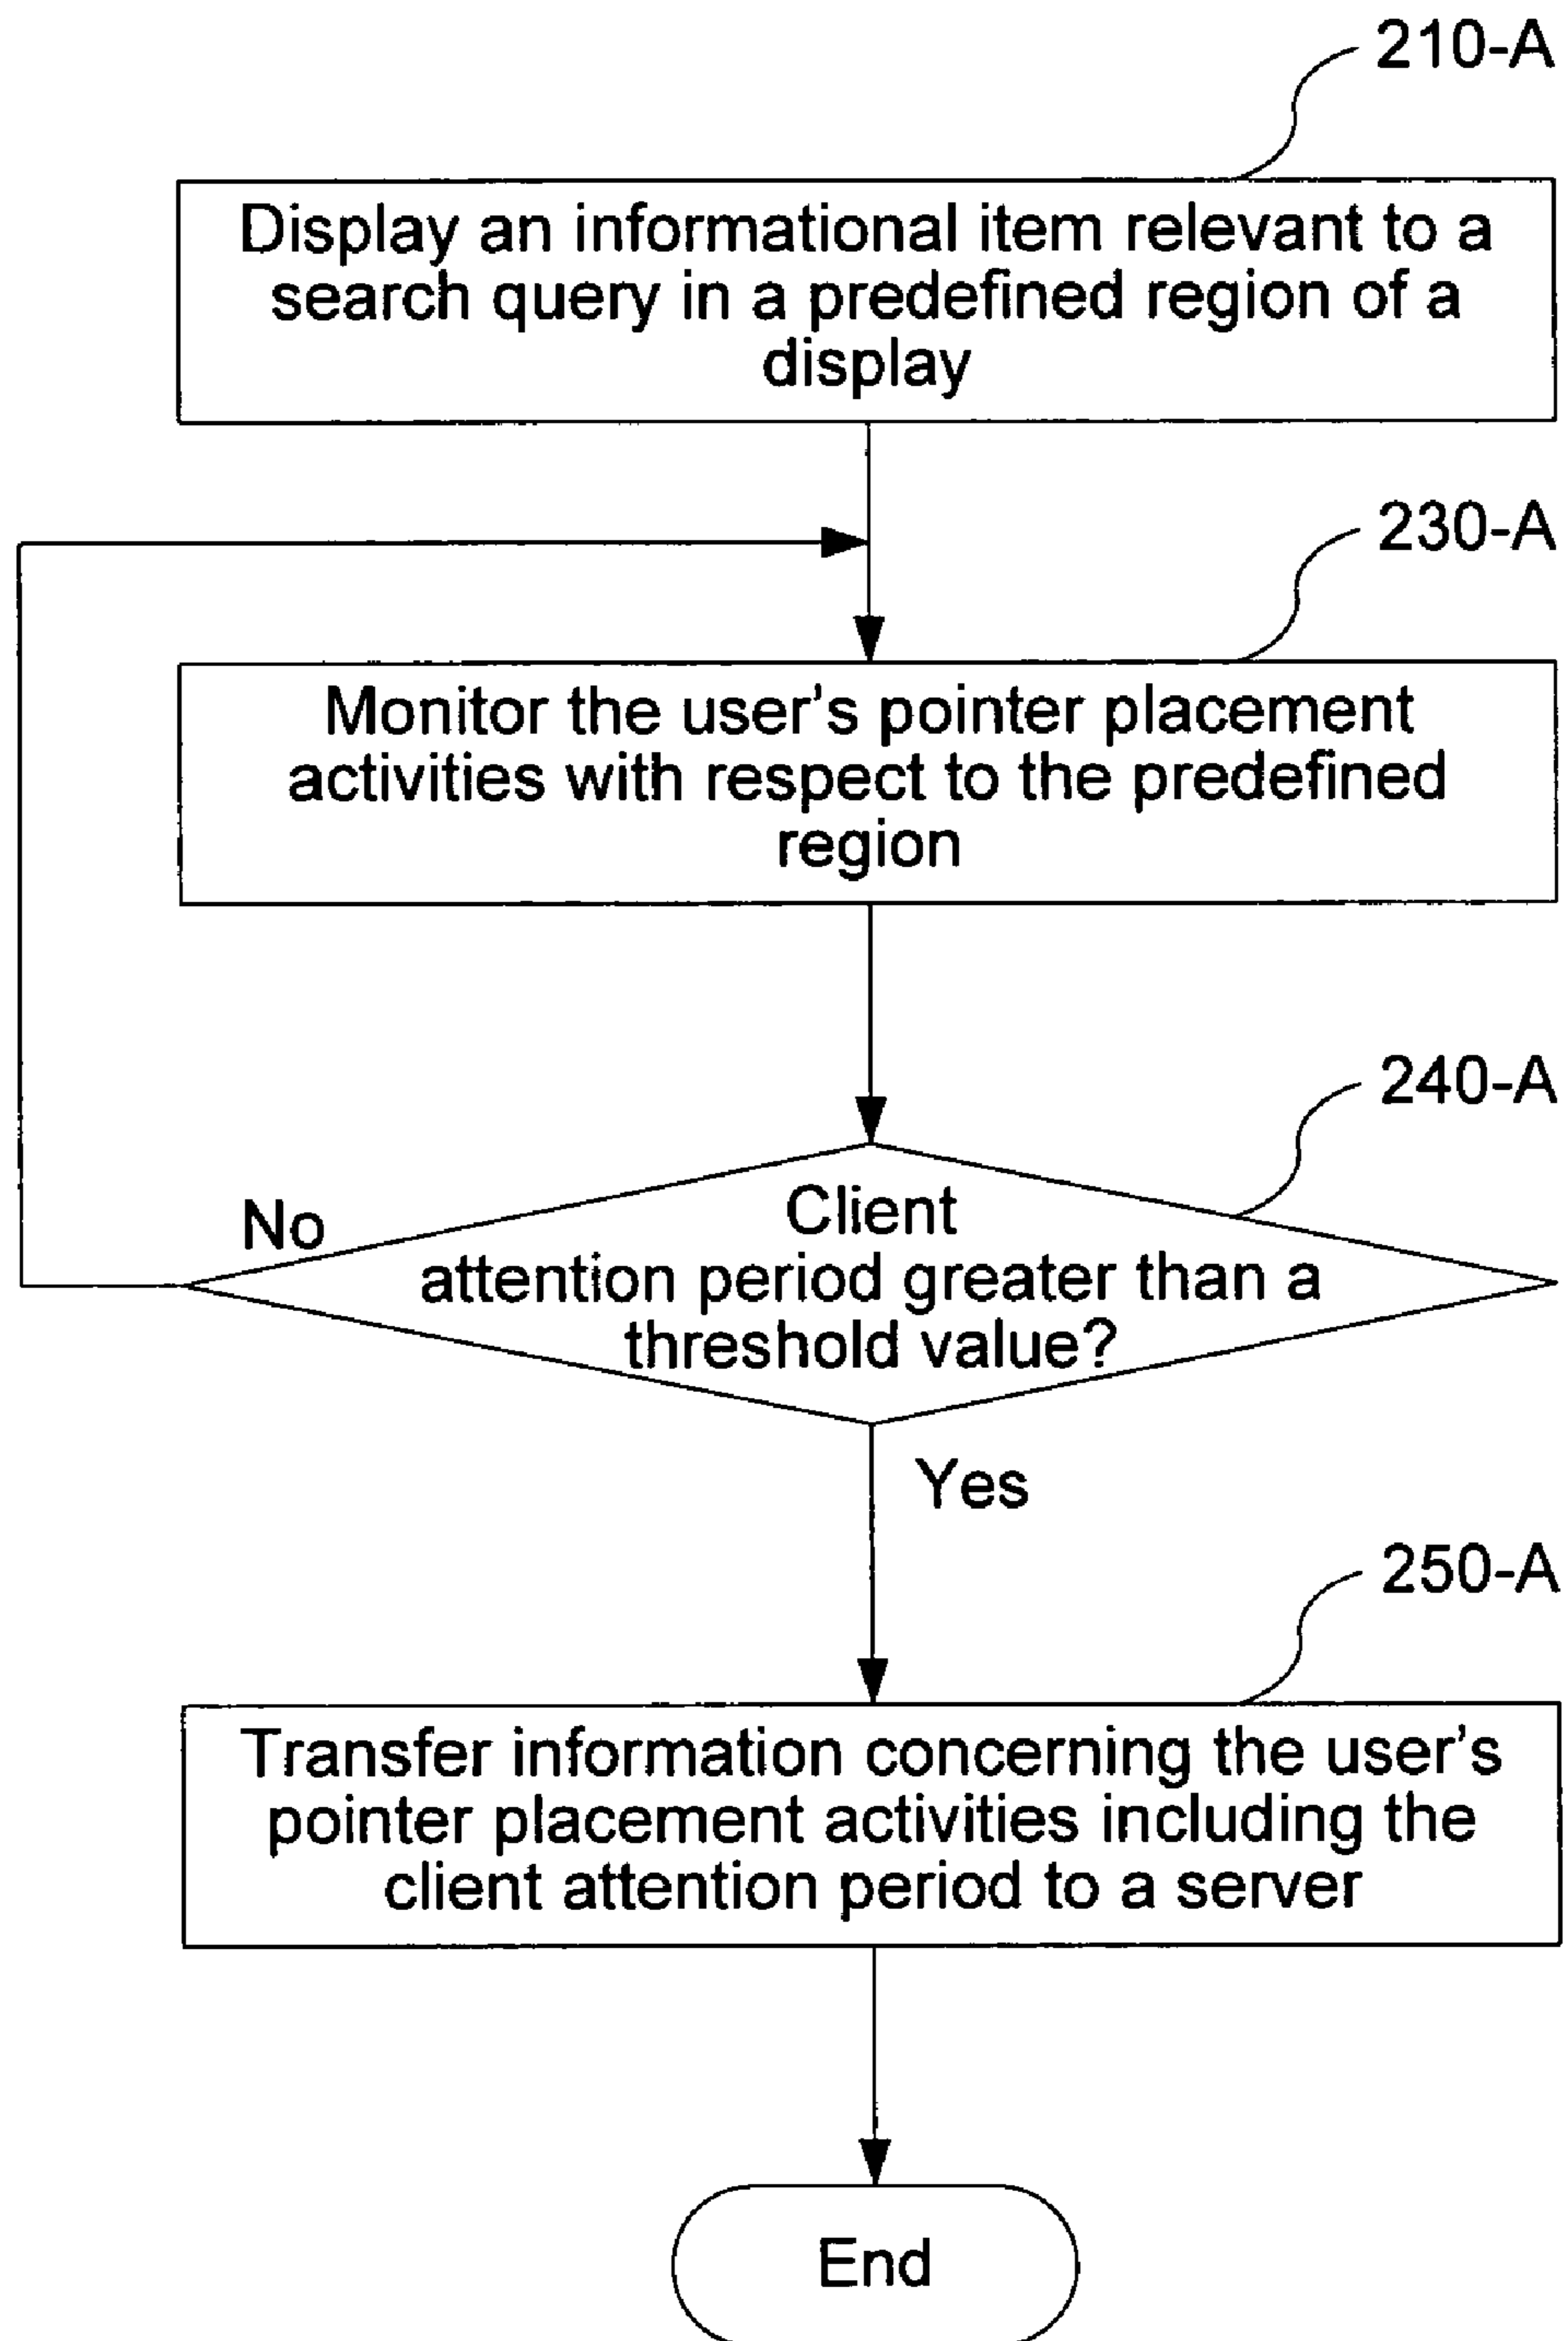 210-A
Display an informational item relevant to a
search query in a predefined region of a
display
230-A
Monitor the user's pointer placement
activities with respect to the predefined
region
240-A
No
Client
attention period greater than a
threshold value?
Yes
250-A
Transfer information concerning the user's
pointer placement activities including the
client attention period to a server
End